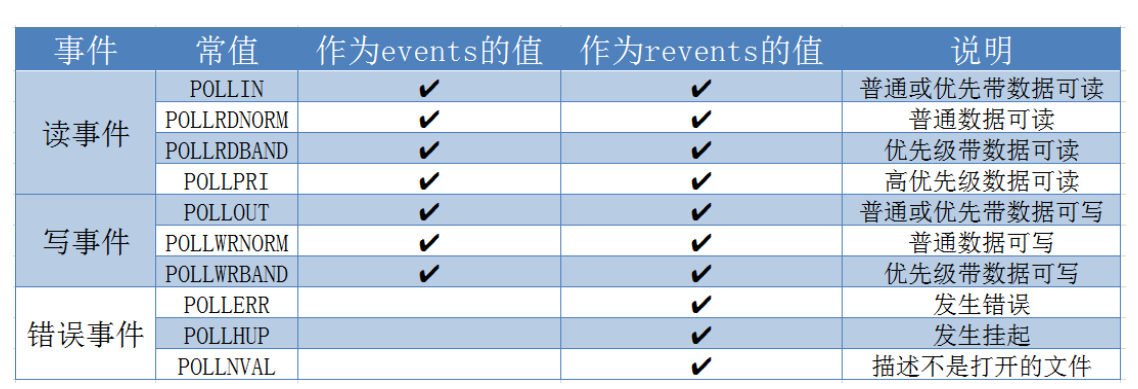 事件 常值 作为events的值 作为revents的值 说明
读事件 POLLIN ✔ ✔ 普通或优先带数据可读
POLLRDNORM ✔ ✔ 普通数据可读
POLLRDBAND ✔ ✔ 优先级带数据可读
POLLPRI ✔ ✔ 高优先级数据可读
写事件 POLLOUT ✔ ✔ 普通或优先带数据可写
POLLWRNORM ✔ ✔ 普通数据可写
POLLWRBAND ✔ ✔ 优先级带数据可写
错误事件 POLLERR ✔ 发生错误
POLLHUP ✔ 发生挂起
POLLNVAL ✔ 描述不是打开的文件